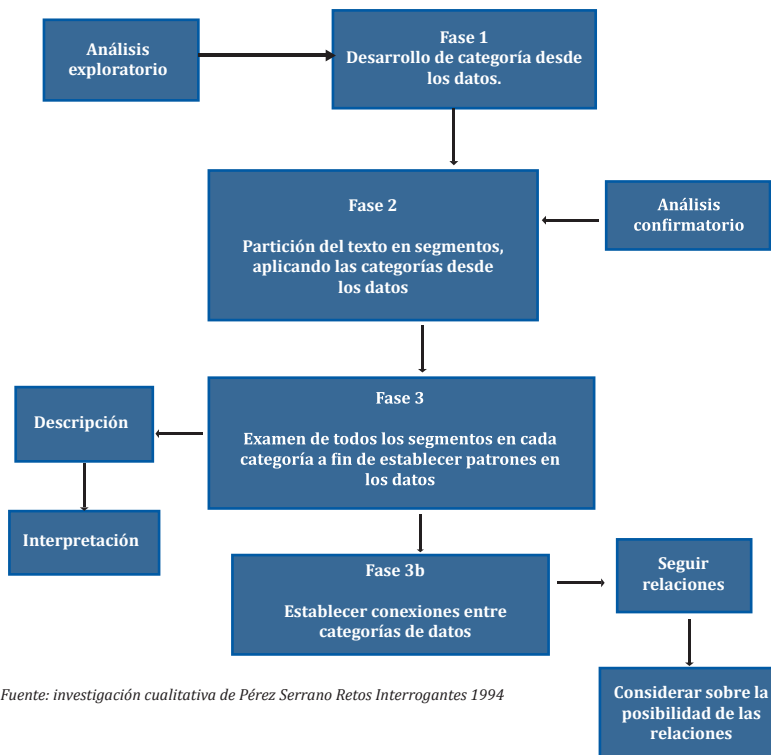 Análisis
exploratorio
Fase 1
Desarrollo de categoría desde
los datos.
Fase 2
Partición del texto en segmentos,
aplicando las categorías desde
los datos
Análisis
confirmatorio
Fase 3
Examen de todos los segmentos en cada
categoría a fin de establecer patrones en
los datos
Descripción
Interpretación
Fase 3b
Establecer conexiones entre
categorías de datos
Seguir
relaciones
Considerar sobre la
posibilidad de las
relaciones
Fuente: investigación cualitativa de Pérez Serrano Retos Interrogantes 1994